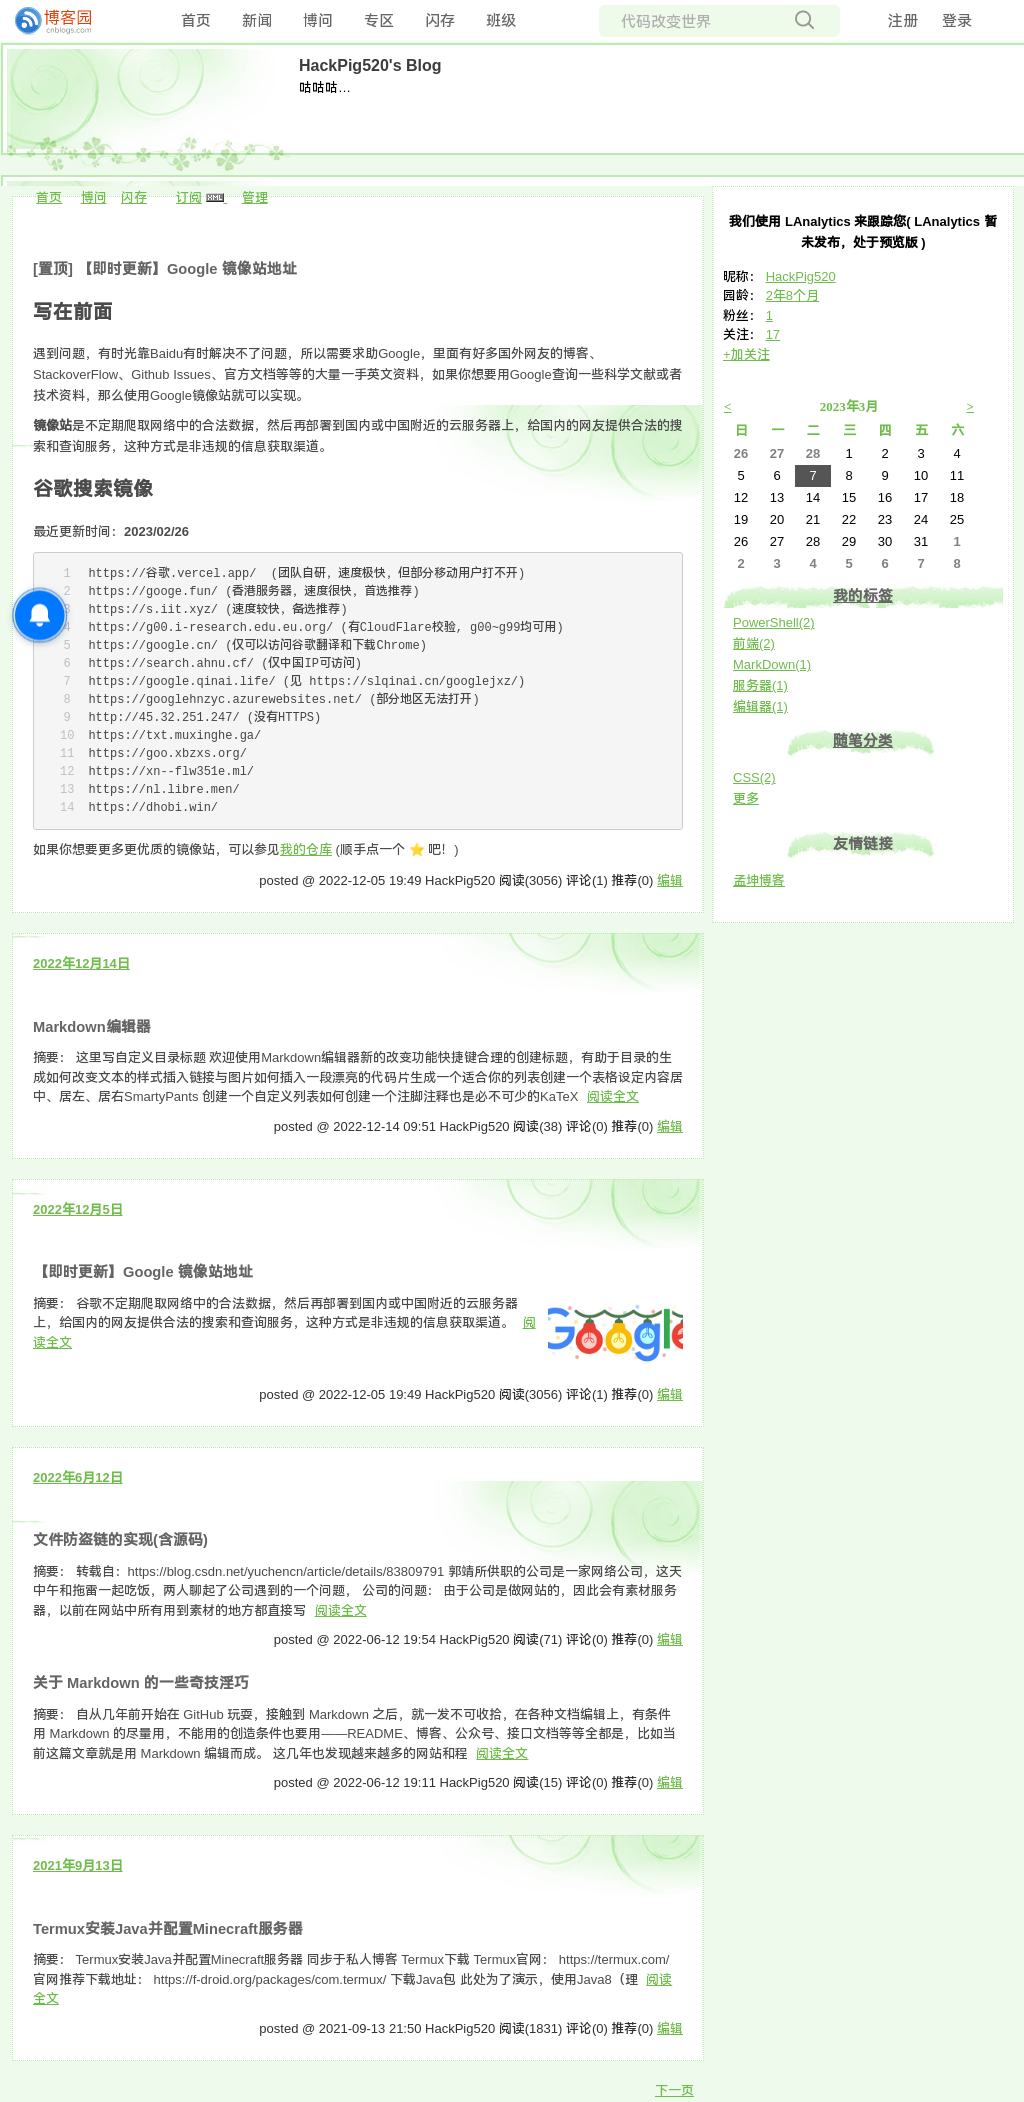 博客园
cnblogs.com
首页 新闻 博问 专区 闪存 班级 代码改变世界 注册 登录
HackPig520's Blog
咕咕咕…
首页 博问 闪存 订阅 XML 管理
[置顶] 【即时更新】Google 镜像站地址
写在前面
遇到问题，有时光靠Baidu有时解决不了问题，所以需要求助Google，里面有好多国外网友的博客、
StackoverFlow、Github Issues、官方文档等等的大量一手英文资料，如果你想要用Google查询一些科学文献或者
技术资料，那么使用Google镜像站就可以实现。
镜像站是不定期爬取网络中的合法数据，然后再部署到国内或中国附近的云服务器上，给国内的网友提供合法的搜
索和查询服务，这种方式是非违规的信息获取渠道。
谷歌搜索镜像
最近更新时间：2023/02/26
1 https://谷歌.vercel.app/ （团队自研，速度极快，但部分移动用户打不开)
2 https://googe.fun/ (香港服务器，速度很快，首选推荐)
3 https://s.iit.xyz/ (速度较快，备选推荐)
4 https://g00.i-research.edu.eu.org/ (有CloudFlare校验, g00~g99均可用)
5 https://google.cn/ (仅可以访问谷歌翻译和下载Chrome)
6 https://search.ahnu.cf/ (仅中国IP可访问)
7 https://google.qinai.life/ (见 https://slqinai.cn/googlejxz/)
8 https://googlehnzyc.azurewebsites.net/ (部分地区无法打开)
9 http://45.32.251.247/ (没有HTTPS)
10 https://txt.muxinghe.ga/
11 https://goo.xbzxs.org/
12 https://xn--flw351e.ml/
13 https://nl.libre.men/
14 https://dhobi.win/
如果你想要更多更优质的镜像站，可以参见我的仓库 (顺手点一个 ⭐ 吧！)
posted @ 2022-12-05 19:49 HackPig520 阅读(3056) 评论(1) 推荐(0) 编辑
2022年12月14日
Markdown编辑器
摘要： 这里写自定义目录标题 欢迎使用Markdown编辑器新的改变功能快捷键合理的创建标题，有助于目录的生
成如何改变文本的样式插入链接与图片如何插入一段漂亮的代码片生成一个适合你的列表创建一个表格设定内容居
中、居左、居右SmartyPants 创建一个自定义列表如何创建一个注脚注释也是必不可少的KaTeX 阅读全文
posted @ 2022-12-14 09:51 HackPig520 阅读(38) 评论(0) 推荐(0) 编辑
2022年12月5日
【即时更新】Google 镜像站地址
摘要： 谷歌不定期爬取网络中的合法数据，然后再部署到国内或中国附近的云服务器
上，给国内的网友提供合法的搜索和查询服务，这种方式是非违规的信息获取渠道。 阅
读全文
Google
posted @ 2022-12-05 19:49 HackPig520 阅读(3056) 评论(1) 推荐(0) 编辑
2022年6月12日
文件防盗链的实现(含源码)
摘要： 转载自：https://blog.csdn.net/yuchencn/article/details/83809791 郭靖所供职的公司是一家网络公司，这天
中午和拖雷一起吃饭，两人聊起了公司遇到的一个问题， 公司的问题： 由于公司是做网站的，因此会有素材服务
器，以前在网站中所有用到素材的地方都直接写 阅读全文
posted @ 2022-06-12 19:54 HackPig520 阅读(71) 评论(0) 推荐(0) 编辑
关于 Markdown 的一些奇技淫巧
摘要： 自从几年前开始在 GitHub 玩耍，接触到 Markdown 之后，就一发不可收拾，在各种文档编辑上，有条件
用 Markdown 的尽量用，不能用的创造条件也要用——README、博客、公众号、接口文档等等全都是，比如当
前这篇文章就是用 Markdown 编辑而成。 这几年也发现越来越多的网站和程 阅读全文
posted @ 2022-06-12 19:11 HackPig520 阅读(15) 评论(0) 推荐(0) 编辑
2021年9月13日
Termux安装Java并配置Minecraft服务器
摘要： Termux安装Java并配置Minecraft服务器 同步于私人博客 Termux下载 Termux官网： https://termux.com/
官网推荐下载地址： https://f-droid.org/packages/com.termux/ 下载Java包 此处为了演示，使用Java8（理 阅读
全文
posted @ 2021-09-13 21:50 HackPig520 阅读(1831) 评论(0) 推荐(0) 编辑
下一页
我们使用 LAnalytics 来跟踪您( LAnalytics 暂
未发布，处于预览版 )
昵称： HackPig520
园龄： 2年8个月
粉丝： 1
关注： 17
+加关注
< 2023年3月 >
日 一 二 三 四 五 六
26 27 28 1 2 3 4
5 6 7 8 9 10 11
12 13 14 15 16 17 18
19 20 21 22 23 24 25
26 27 28 29 30 31 1
2 3 4 5 6 7 8
我的标签
PowerShell(2)
前端(2)
MarkDown(1)
服务器(1)
编辑器(1)
随笔分类
CSS(2)
更多
友情链接
孟坤博客